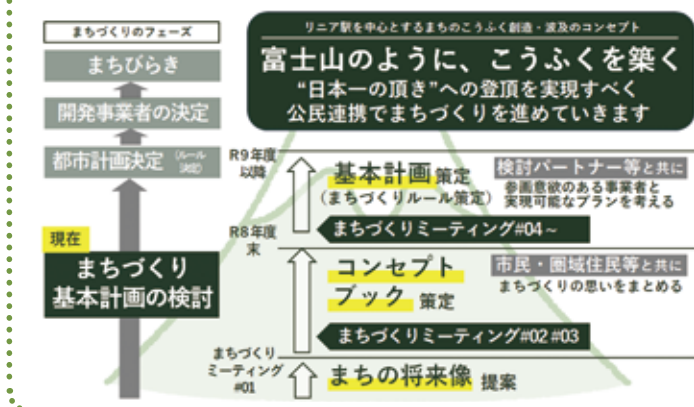 まちづくりのフェーズ
まちびらき
開発事業者の決定
都市計画決定 (ルール決定)
現在
まちづくり
基本計画の検討
リニア駅を中心とするまちのこうふく創造・波及のコンセプト
富士山のように、こうふくを築く
“日本一の頂き”への登頂を実現すべく
公民連携でまちづくりを進めていきます
R9年度
以降
基本計画 策定
(まちづくりルール策定)
検討パートナー等と共に
参画意欲のある事業者と
実現可能なプランを考える
R8年度
末
まちづくりミーティング#04~
コンセプト
ブック 策定
市民・圏域住民等と共に
まちづくりの思いをまとめる
まちづくりミーティング#02 #03
まちづくり
ミーティング
#01
まちの将来像 提案